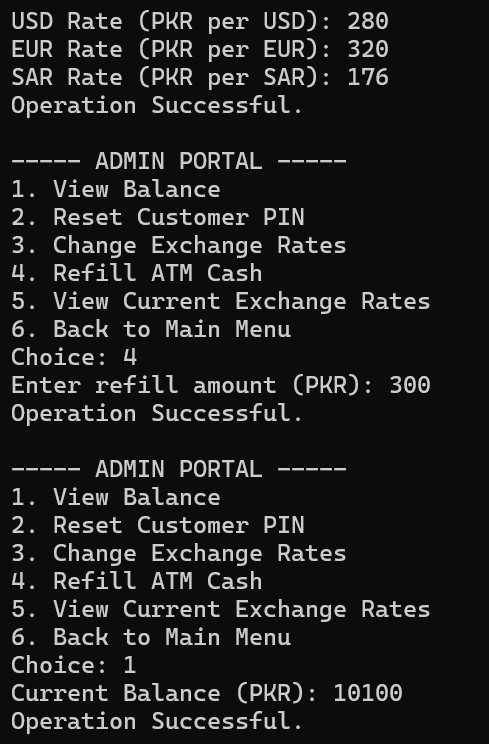 USD Rate (PKR per USD): 280
EUR Rate (PKR per EUR): 320
SAR Rate (PKR per SAR): 176
Operation Successful.

----- ADMIN PORTAL -----
1. View Balance
2. Reset Customer PIN
3. Change Exchange Rates
4. Refill ATM Cash
5. View Current Exchange Rates
6. Back to Main Menu
Choice: 4
Enter refill amount (PKR): 300
Operation Successful.

----- ADMIN PORTAL -----
1. View Balance
2. Reset Customer PIN
3. Change Exchange Rates
4. Refill ATM Cash
5. View Current Exchange Rates
6. Back to Main Menu
Choice: 1
Current Balance (PKR): 10100
Operation Successful.